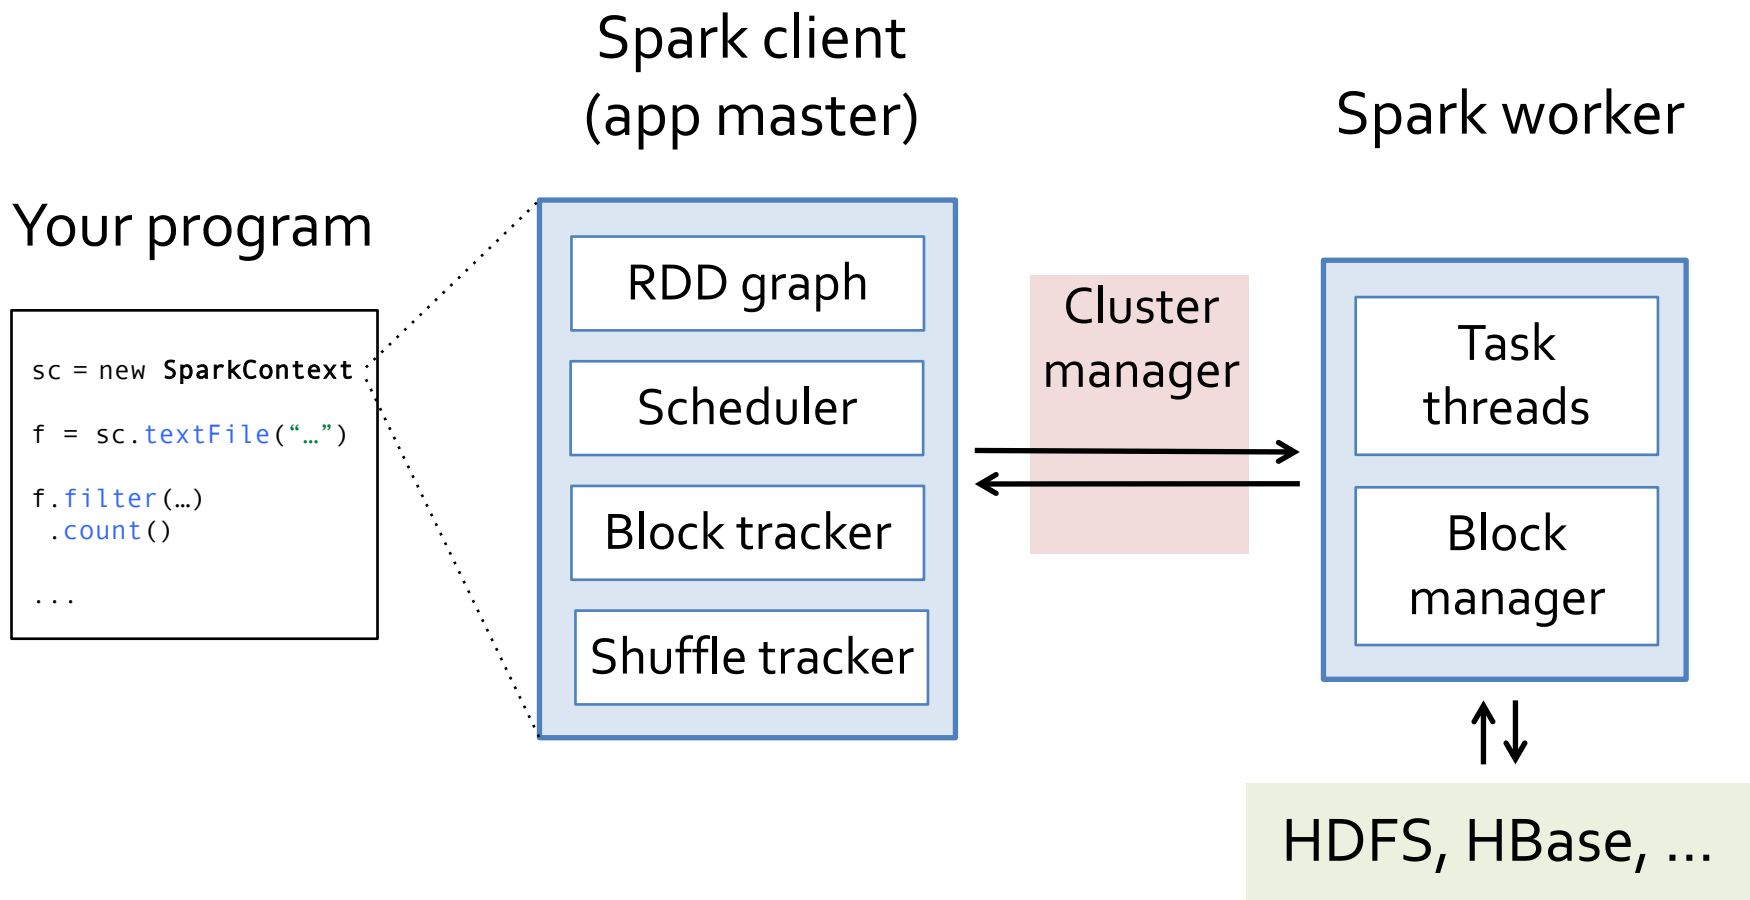 Your program
sc = new SparkContext
f = sc.textFile(“…”)
f.filter(…)
.count()
...
Spark client
(app master)
RDD graph
Scheduler
Block tracker
Shuffle tracker
Cluster
manager
Spark worker
Task
threads
Block
manager
HDFS, HBase, …